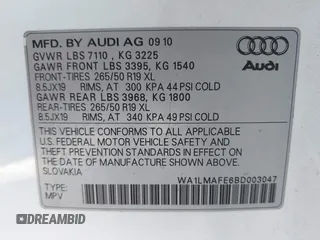 MFD. BY AUDI AG 09 10
GVWR LBS 7110 , KG 3225
GAWR FRONT LBS 3395, KG 1540
FRONT-TIRES 265/50 R19 XL
8.5JX19 RIMS, AT 300 KPA 44 PSI COLD
GAWR REAR LBS 3968, KG 1800
REAR-TIRES 265/50 R19 XL
8.5JX19 RIMS, AT 340 KPA 49 PSI COLD
Audi
THIS VEHICLE CONFORMS TO ALL APPLICABLE
U.S. FEDERAL MOTOR VEHICLE SAFETY AND
THEFT PREVENTION STANDARDS IN EFFECT ON
THE DATE OF MANUFACTURE SHOWN ABOVE.
SLOVAKIA
TYPE:
MPV
WA1LMAFE6BD003047
DEALERS BID.com